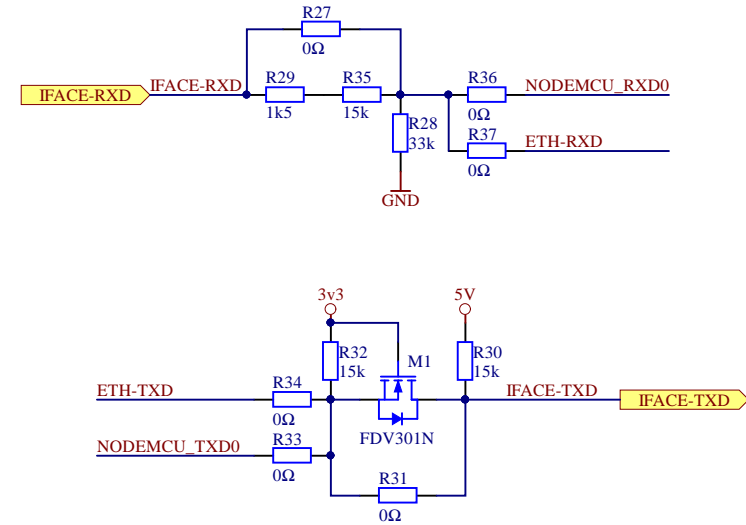 R27
0Ω
IFACE-RXD
IFACE-RXD
R29
1k5
R35
15k
R28
33k
GND
R36
0Ω
NODEMCU_RXD0
R37
0Ω
ETH-RXD
3v3
5V
R32
15k
M1
FDV301N
R30
15k
ETH-TXD
R34
0Ω
IFACE-TXD
IFACE-TXD
NODEMCU_TXD0
R33
0Ω
R31
0Ω